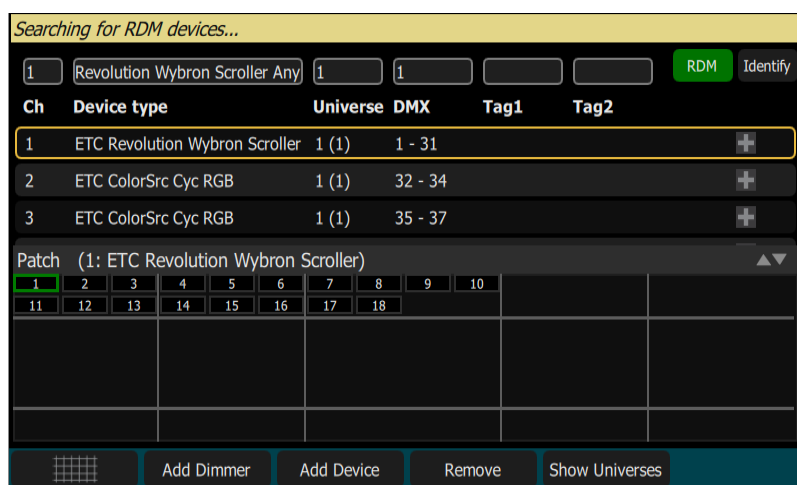 Searching for RDM devices...
1 Revolution Wybron Scroller Any 1 1 RDM Identify
Ch Device type Universe DMX Tag1 Tag2
1 ETC Revolution Wybron Scroller 1 (1) 1 - 31
2 ETC ColorSrc Cyc RGB 1 (1) 32 - 34
3 ETC ColorSrc Cyc RGB 1 (1) 35 - 37
Patch (1: ETC Revolution Wybron Scroller)
1 2 3 4 5 6 7 8 9 10
11 12 13 14 15 16 17 18
Add Dimmer Add Device Remove Show Universes